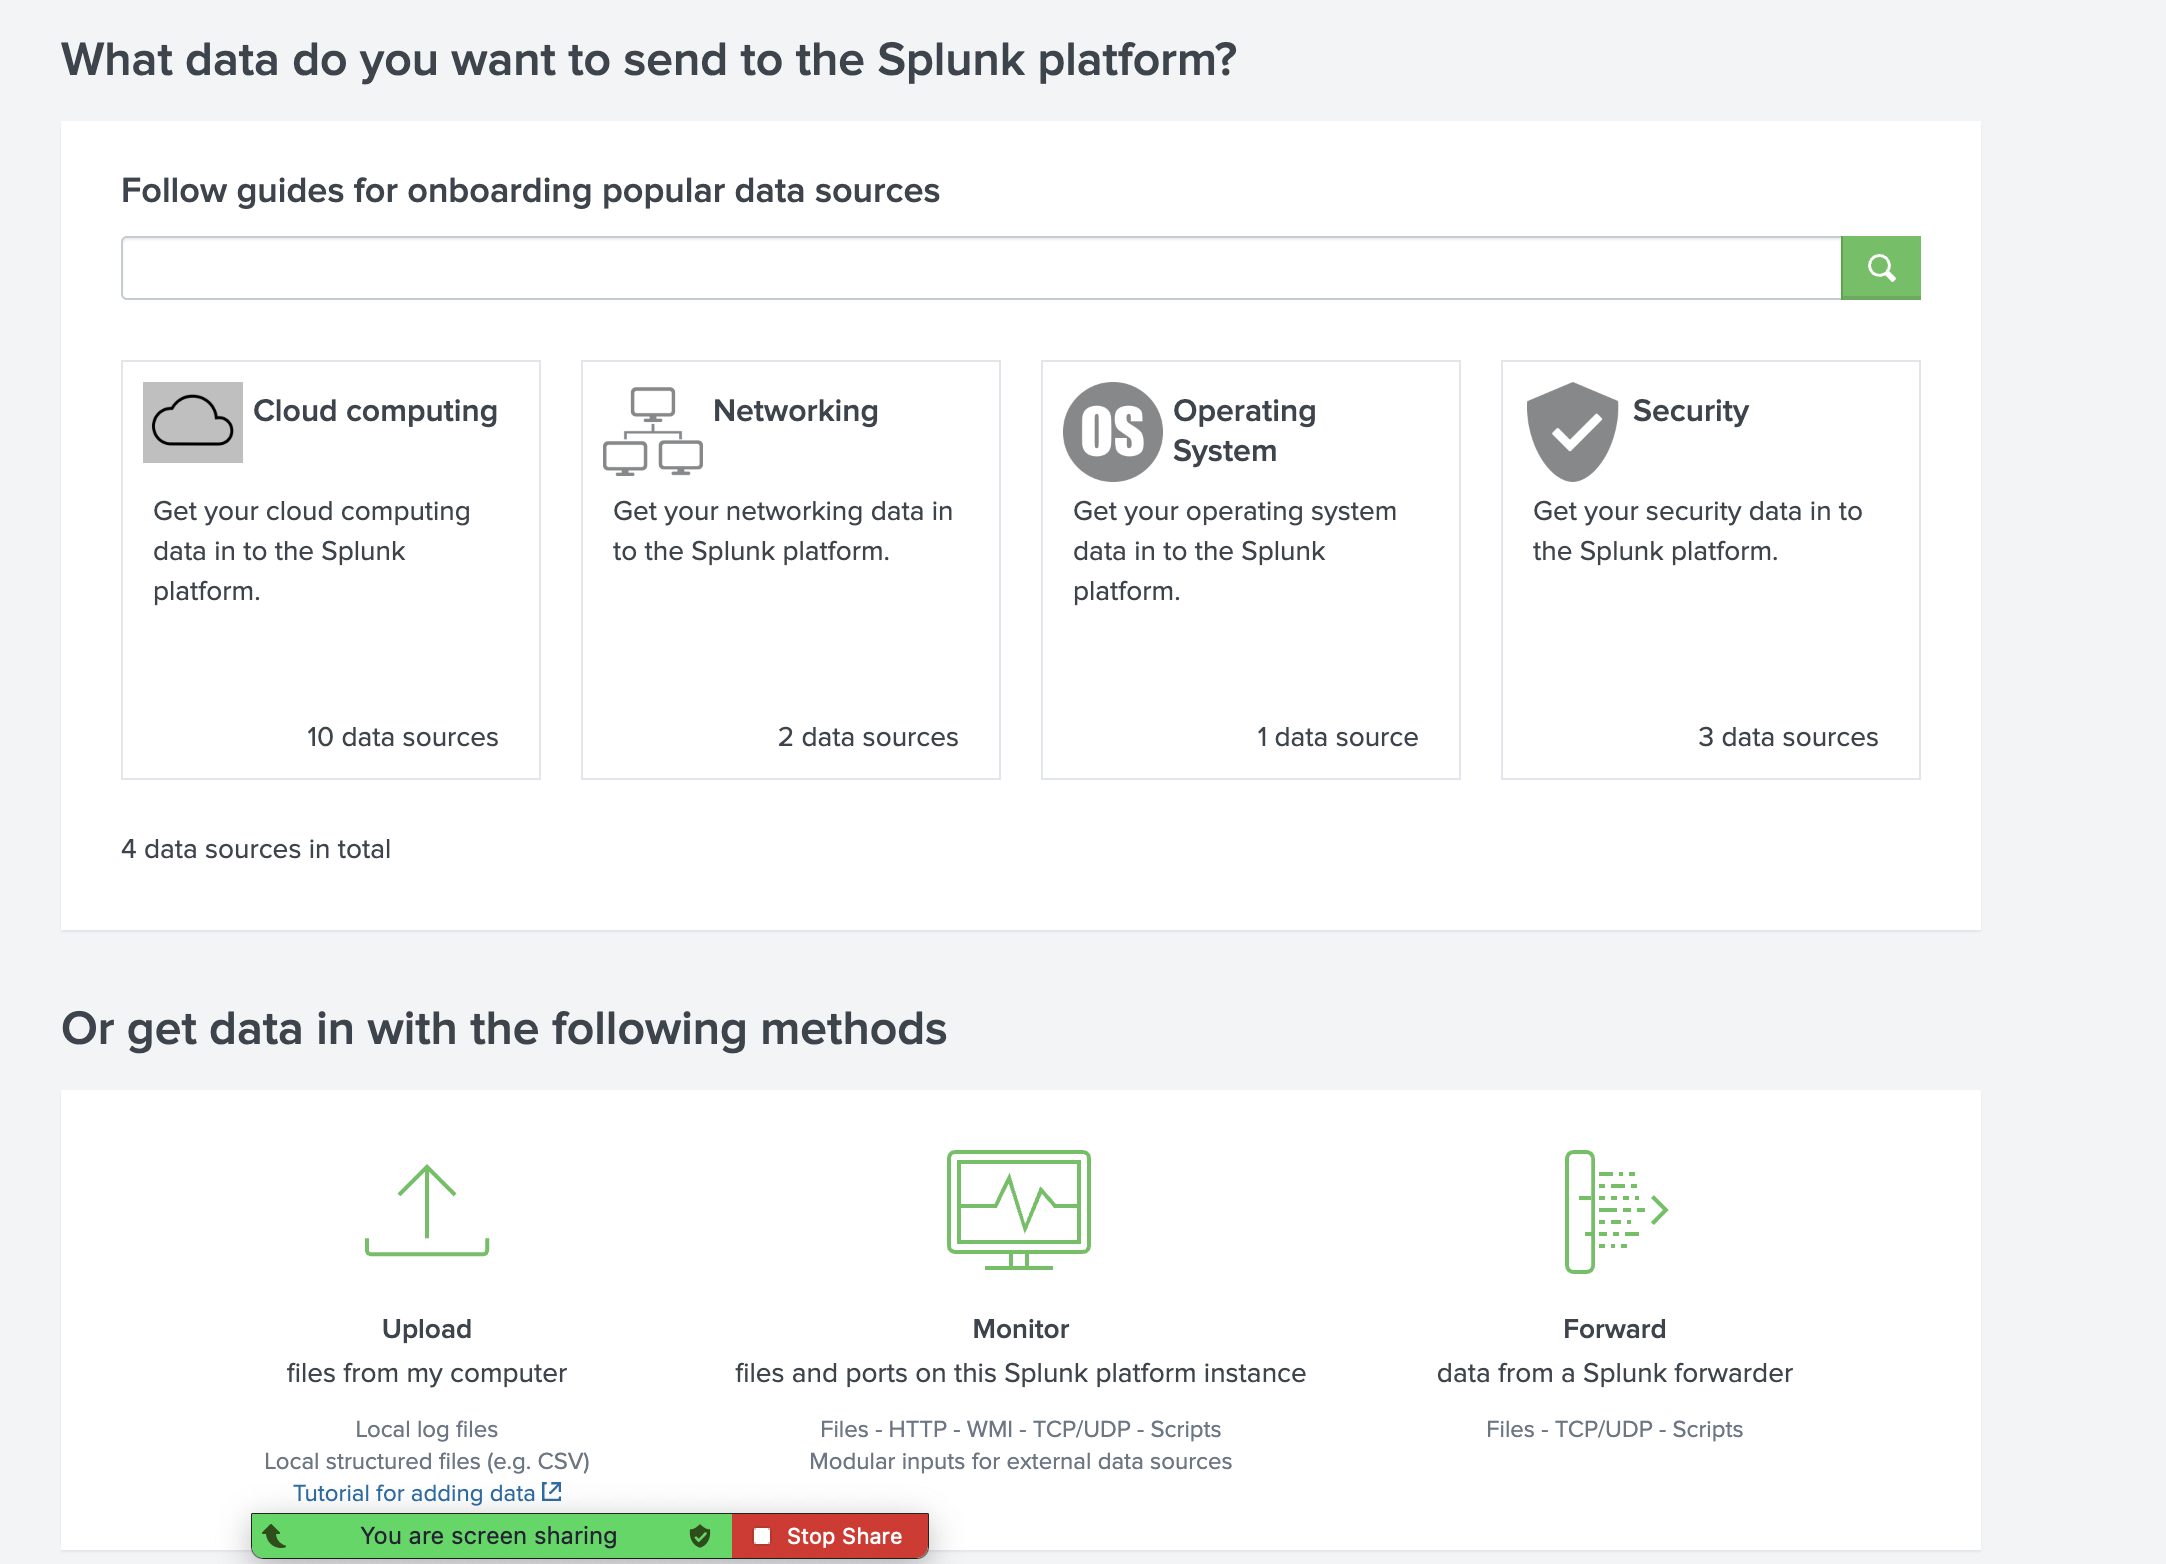 What data do you want to send to the Splunk platform?
Follow guides for onboarding popular data sources
Cloud computing
Get your cloud computing
data in to the Splunk
platform.
10 data sources
Networking
Get your networking data in
to the Splunk platform.
2 data sources
OS
Operating
System
Get your operating system
data in to the Splunk
platform.
1 data source
Security
Get your security data in to
the Splunk platform.
3 data sources
4 data sources in total
Or get data in with the following methods
Upload
files from my computer
Local log files
Local structured files (e.g. CSV)
Tutorial for adding data
Monitor
files and ports on this Splunk platform instance
Files - HTTP - WMI - TCP/UDP - Scripts
Modular inputs for external data sources
Forward
data from a Splunk forwarder
Files - TCP/UDP - Scripts
You are screen sharing
Stop Share